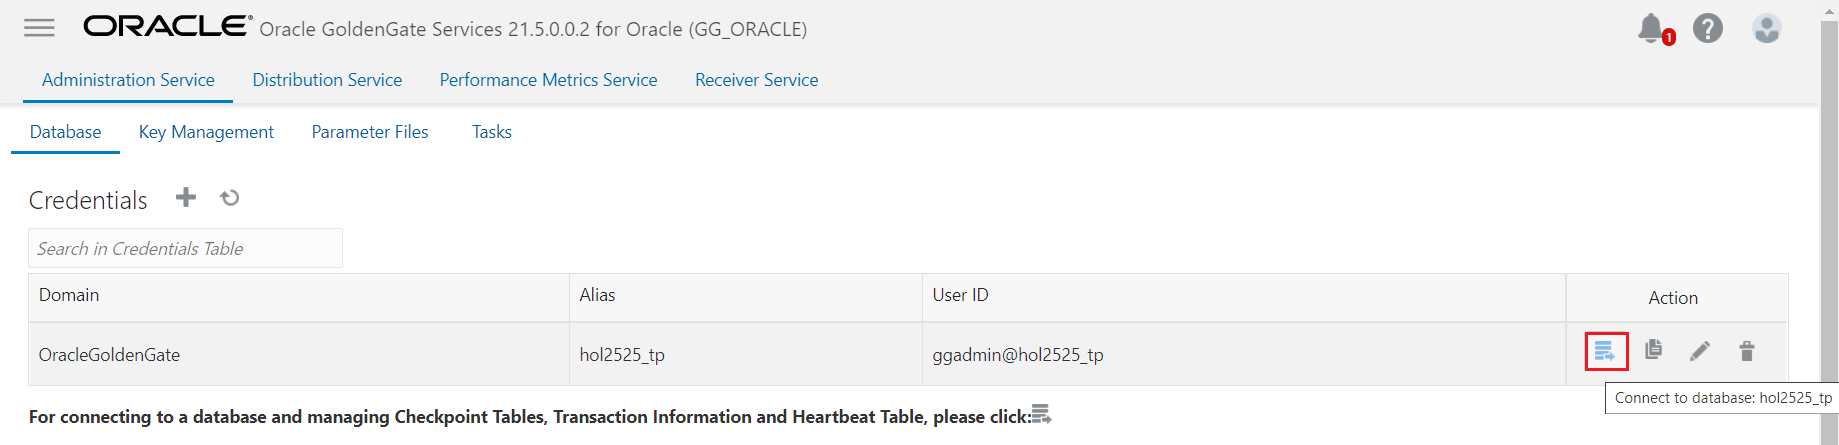 ORACLE® Oracle GoldenGate Services 21.5.0.0.2 for Oracle (GG_ORACLE)
1
?
Administration Service Distribution Service Performance Metrics Service Receiver Service
Database Key Management Parameter Files Tasks
Credentials
Search in Credentials Table
Domain Alias User ID Action
OracleGoldenGate hol2525_tp ggadmin@hol2525_tp
Connect to database: hol2525_tp
For connecting to a database and managing Checkpoint Tables, Transaction Information and Heartbeat Table, please click: